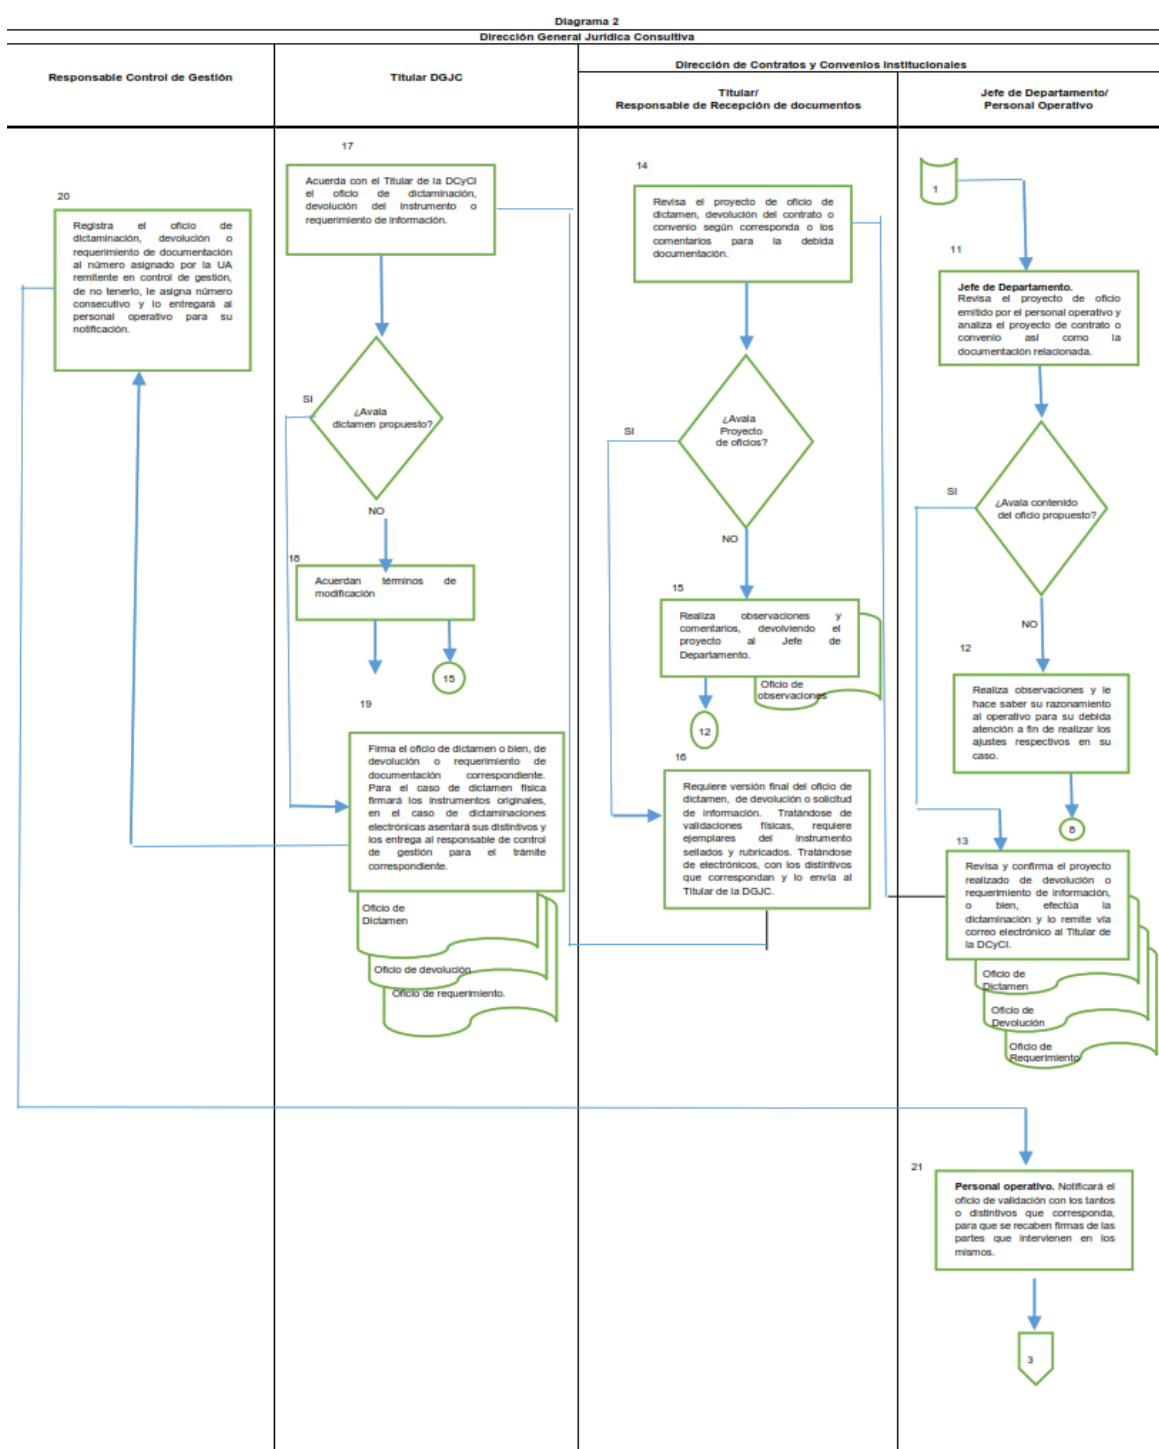 Diagrama 2
Dirección General Jurídica Consultiva
Responsable Control de Gestión
Titular DGJC
Dirección de Contratos y Convenios Institucionales
Titular/
Responsable de Recepción de documentos
Jefe de Departamento/
Personal Operativo
20
Registra el oficio de
dictaminación, devolución o
requerimiento de documentación
al número asignado por la UA
remitente en control de gestión,
de no tenerlo, le asigna número
consecutivo y lo entregará al
personal operativo para su
notificación.
17
Acuerda con el Titular de la DCyCI
el oficio de dictaminación,
devolución del instrumento o
requerimiento de información.
SI
¿Avala
dictamen propuesto?
NO
18
Acuerdan términos de
modificación
15
19
Firma el oficio de dictamen o bien, de
devolución o requerimiento de
documentación correspondiente.
Para el caso de dictamen física
firmará los instrumentos originales,
en el caso de dictaminaciones
electrónicas asentará sus distintivos y
los entrega al responsable de control
de gestión para el trámite
correspondiente.
Oficio de
Dictamen
Oficio de devolución
Oficio de requerimiento.
14
Revisa el proyecto de oficio de
dictamen, devolución del contrato o
convenio según corresponda o los
comentarios para la debida
documentación.
SI
¿Avala
Proyecto
de oficios?
NO
15
Realiza observaciones y
comentarios, devolviendo el
proyecto al Jefe de
Departamento.
Oficio de
observaciones
12
16
Requiere versión final del oficio de
dictamen, de devolución o solicitud
de información. Tratándose de
validaciones físicas, requiere
ejemplares del instrumento
sellados y rubricados. Tratándose
de electrónicos, con los distintivos
que correspondan y lo envía al
Titular de la DGJC.
1
11
Jefe de Departamento.
Revisa el proyecto de oficio
emitido por el personal operativo y
analiza el proyecto de contrato o
convenio así como la
documentación relacionada.
SI
¿Avala contenido
del oficio propuesto?
NO
12
Realiza observaciones y le
hace saber su razonamiento
al operativo para su debida
atención a fin de realizar los
ajustes respectivos en su
caso.
8
13
Revisa y confirma el proyecto
realizado de devolución o
requerimiento de información,
o bien, efectúa la
dictaminación y lo remite vía
correo electrónico al Titular de
la DCyCI.
Oficio de
Dictamen
Oficio de
Devolución
Oficio de
Requerimiento
21
Personal operativo. Notificará el
oficio de validación con los tantos
o distintivos que corresponda,
para que se recaben firmas de las
partes que intervienen en los
mismos.
3